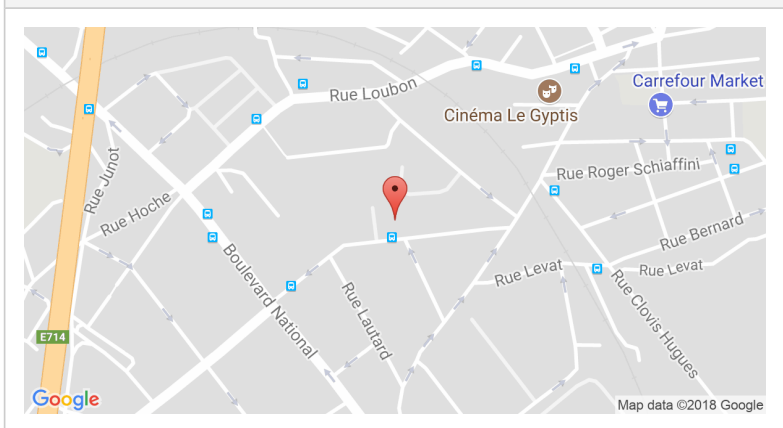 Carrefour Market
Rue Loubon
Cinéma Le Gyptis
Rue Junot
Rue Roger Schiaffini
Rue Hoche
Rue Bernard
Boulevard National
Rue Levat
Rue Levat
Rue Lautard
Rue Clovis Hugues
E714
Google
Map data ©2018 Google